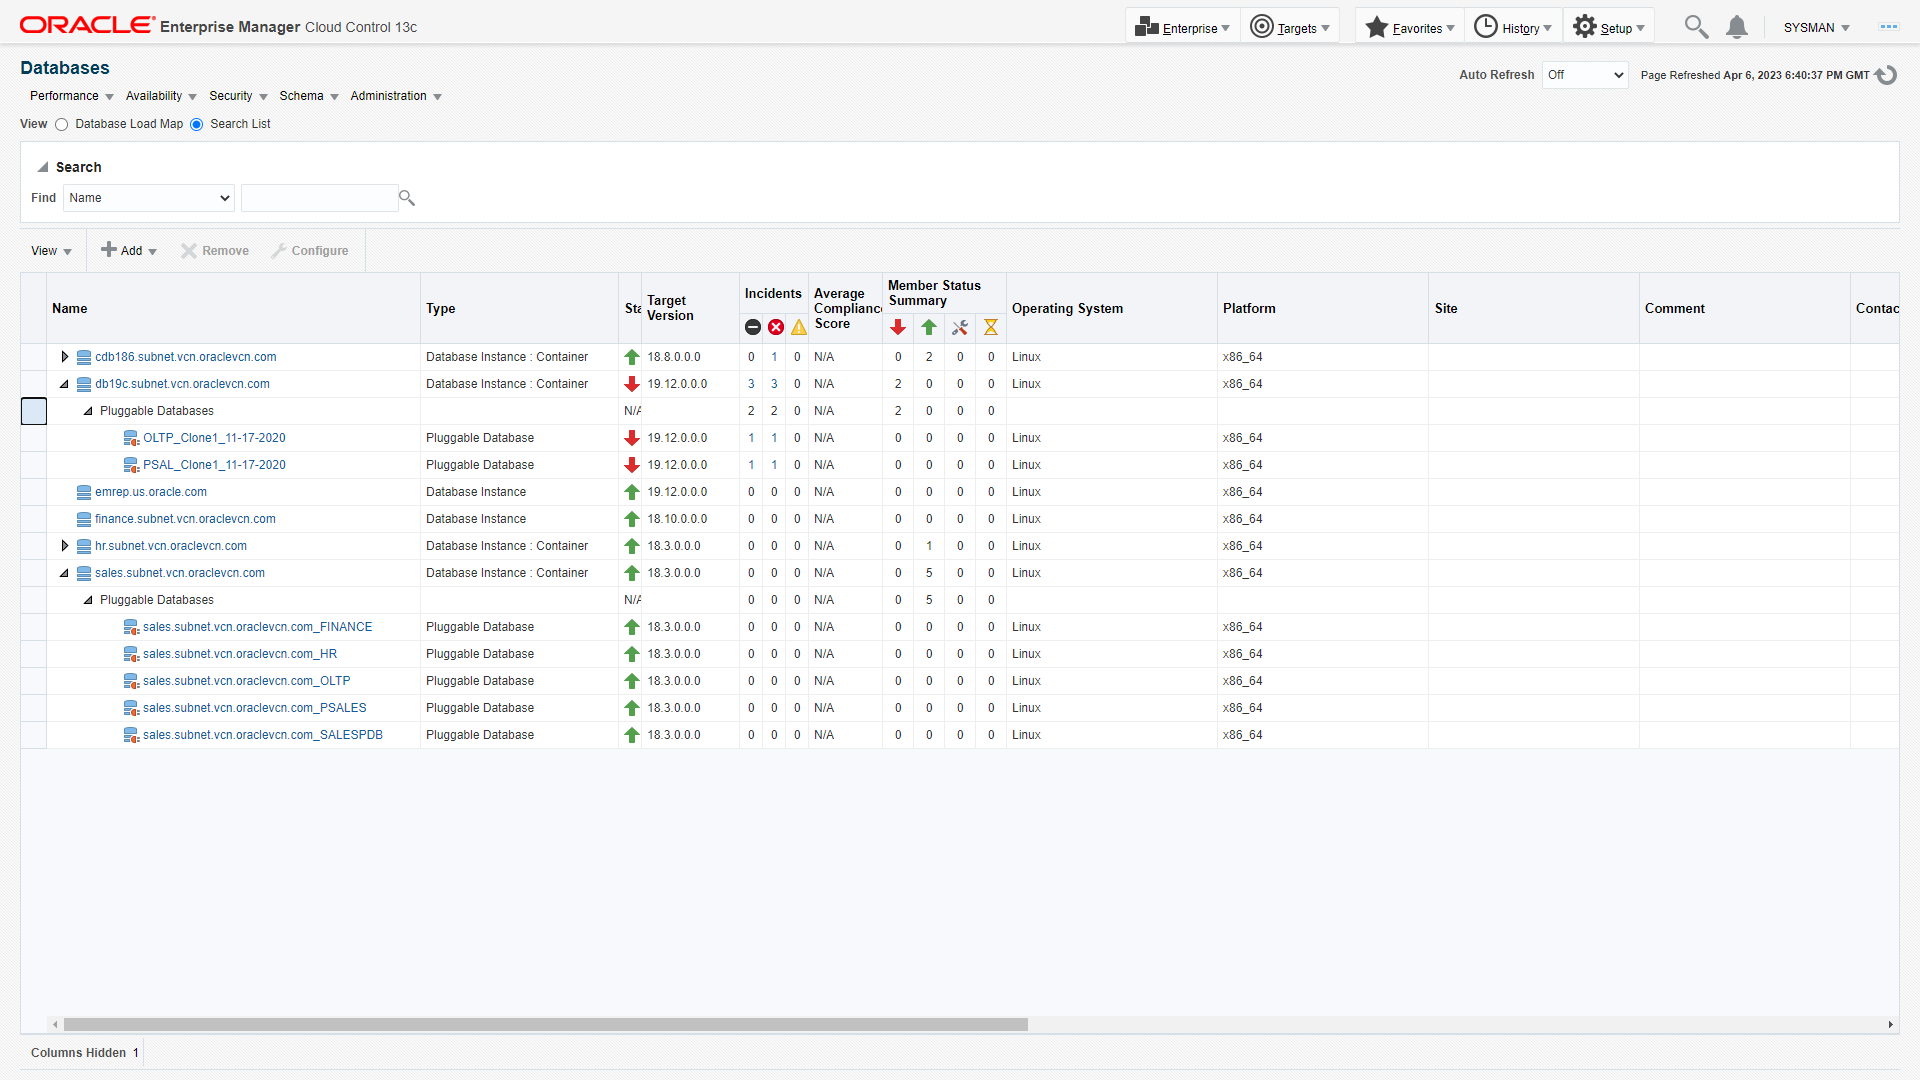 ORACLE Enterprise Manager Cloud Control 13c
Enterprise Targets Favorites History Setup SYSMAN
Databases
Auto Refresh Off Page Refreshed Apr 6, 2023 6:40:37 PM GMT
Performance Availability Security Schema Administration
View Database Load Map Search List
Search
Find Name
View Add Remove Configure
Name Type Sta Target Version Incidents Average Compliance Score Member Status Summary Operating System Platform Site Comment Contac
cdb186.subnet.vcn.oraclevcn.com Database Instance : Container 18.8.0.0.0 0 1 0 N/A 0 2 0 0 Linux x86_64
db19c.subnet.vcn.oraclevcn.com Database Instance : Container 19.12.0.0.0 3 3 0 N/A 2 0 0 0 Linux x86_64
Pluggable Databases N/A 2 2 0 N/A 2 0 0 0
OLTP_Clone1_11-17-2020 Pluggable Database 19.12.0.0.0 1 1 0 N/A 0 0 0 0 Linux x86_64
PSAL_Clone1_11-17-2020 Pluggable Database 19.12.0.0.0 1 1 0 N/A 0 0 0 0 Linux x86_64
emrep.us.oracle.com Database Instance 19.12.0.0.0 0 0 0 N/A 0 0 0 0 Linux x86_64
finance.subnet.vcn.oraclevcn.com Database Instance 18.10.0.0.0 0 0 0 N/A 0 0 0 0 Linux x86_64
hr.subnet.vcn.oraclevcn.com Database Instance : Container 18.3.0.0.0 0 0 0 N/A 0 1 0 0 Linux x86_64
sales.subnet.vcn.oraclevcn.com Database Instance : Container 18.3.0.0.0 0 0 0 N/A 0 5 0 0 Linux x86_64
Pluggable Databases N/A 0 0 0 N/A 0 5 0 0
sales.subnet.vcn.oraclevcn.com_FINANCE Pluggable Database 18.3.0.0.0 0 0 0 N/A 0 0 0 0 Linux x86_64
sales.subnet.vcn.oraclevcn.com_HR Pluggable Database 18.3.0.0.0 0 0 0 N/A 0 0 0 0 Linux x86_64
sales.subnet.vcn.oraclevcn.com_OLTP Pluggable Database 18.3.0.0.0 0 0 0 N/A 0 0 0 0 Linux x86_64
sales.subnet.vcn.oraclevcn.com_PSALES Pluggable Database 18.3.0.0.0 0 0 0 N/A 0 0 0 0 Linux x86_64
sales.subnet.vcn.oraclevcn.com_SALESPDB Pluggable Database 18.3.0.0.0 0 0 0 N/A 0 0 0 0 Linux x86_64
Columns Hidden 1